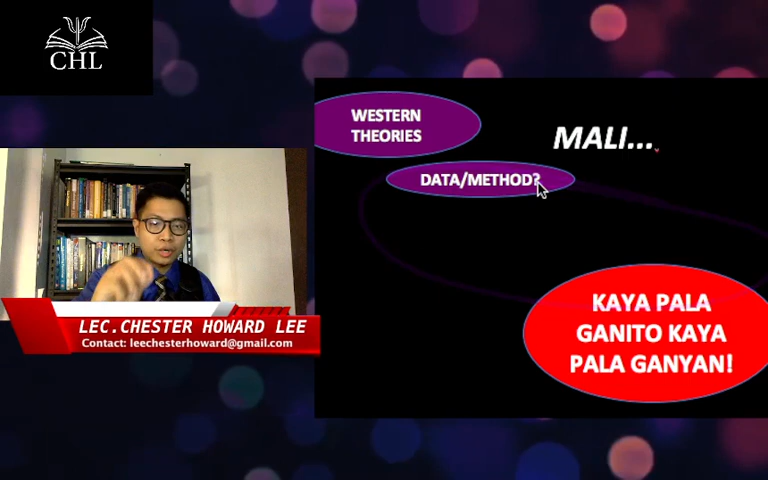 CHL
WESTERN
THEORIES
MALI...
DATA/METHOD?
KAYA PALA
GANITO KAYA
PALA GANYAN!
LEC.CHESTER HOWARD LEE
Contact: leechesterhoward@gmail.com